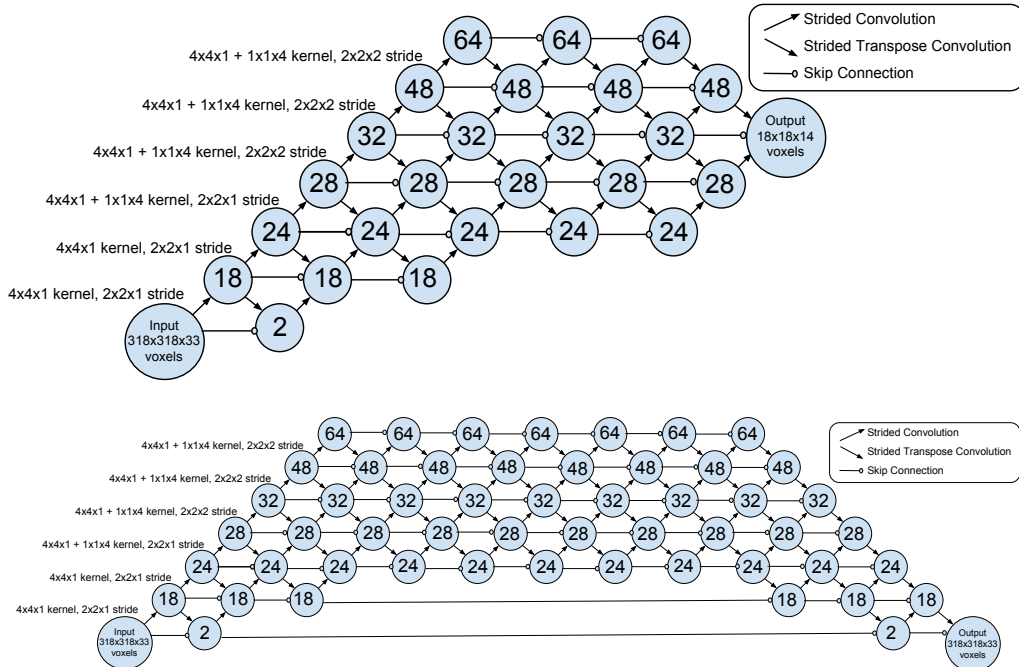 64 64 64
Strided Convolution
Strided Transpose Convolution
Skip Connection
4x4x1 + 1x1x4 kernel, 2x2x2 stride
48 48 48 48
4x4x1 + 1x1x4 kernel, 2x2x2 stride
32 32 32 32
Output
18x18x14
voxels
4x4x1 + 1x1x4 kernel, 2x2x2 stride
28 28 28 28 28
4x4x1 + 1x1x4 kernel, 2x2x1 stride
24 24 24 24 24
4x4x1 kernel, 2x2x1 stride
18 18 18
4x4x1 kernel, 2x2x1 stride
Input
318x318x33
voxels
2
64 64 64 64 64 64 64
Strided Convolution
Strided Transpose Convolution
Skip Connection
4x4x1 + 1x1x4 kernel, 2x2x2 stride
48 48 48 48 48 48 48 48
4x4x1 + 1x1x4 kernel, 2x2x2 stride
32 32 32 32 32 32 32 32 32
4x4x1 + 1x1x4 kernel, 2x2x2 stride
28 28 28 28 28 28 28 28 28 28
4x4x1 + 1x1x4 kernel, 2x2x1 stride
24 24 24 24 24 24 24 24 24 24 24
4x4x1 kernel, 2x2x1 stride
18 18 18 18 18 18
4x4x1 kernel, 2x2x1 stride
Input
318x318x33
voxels
2 2
Output
318x318x33
voxels